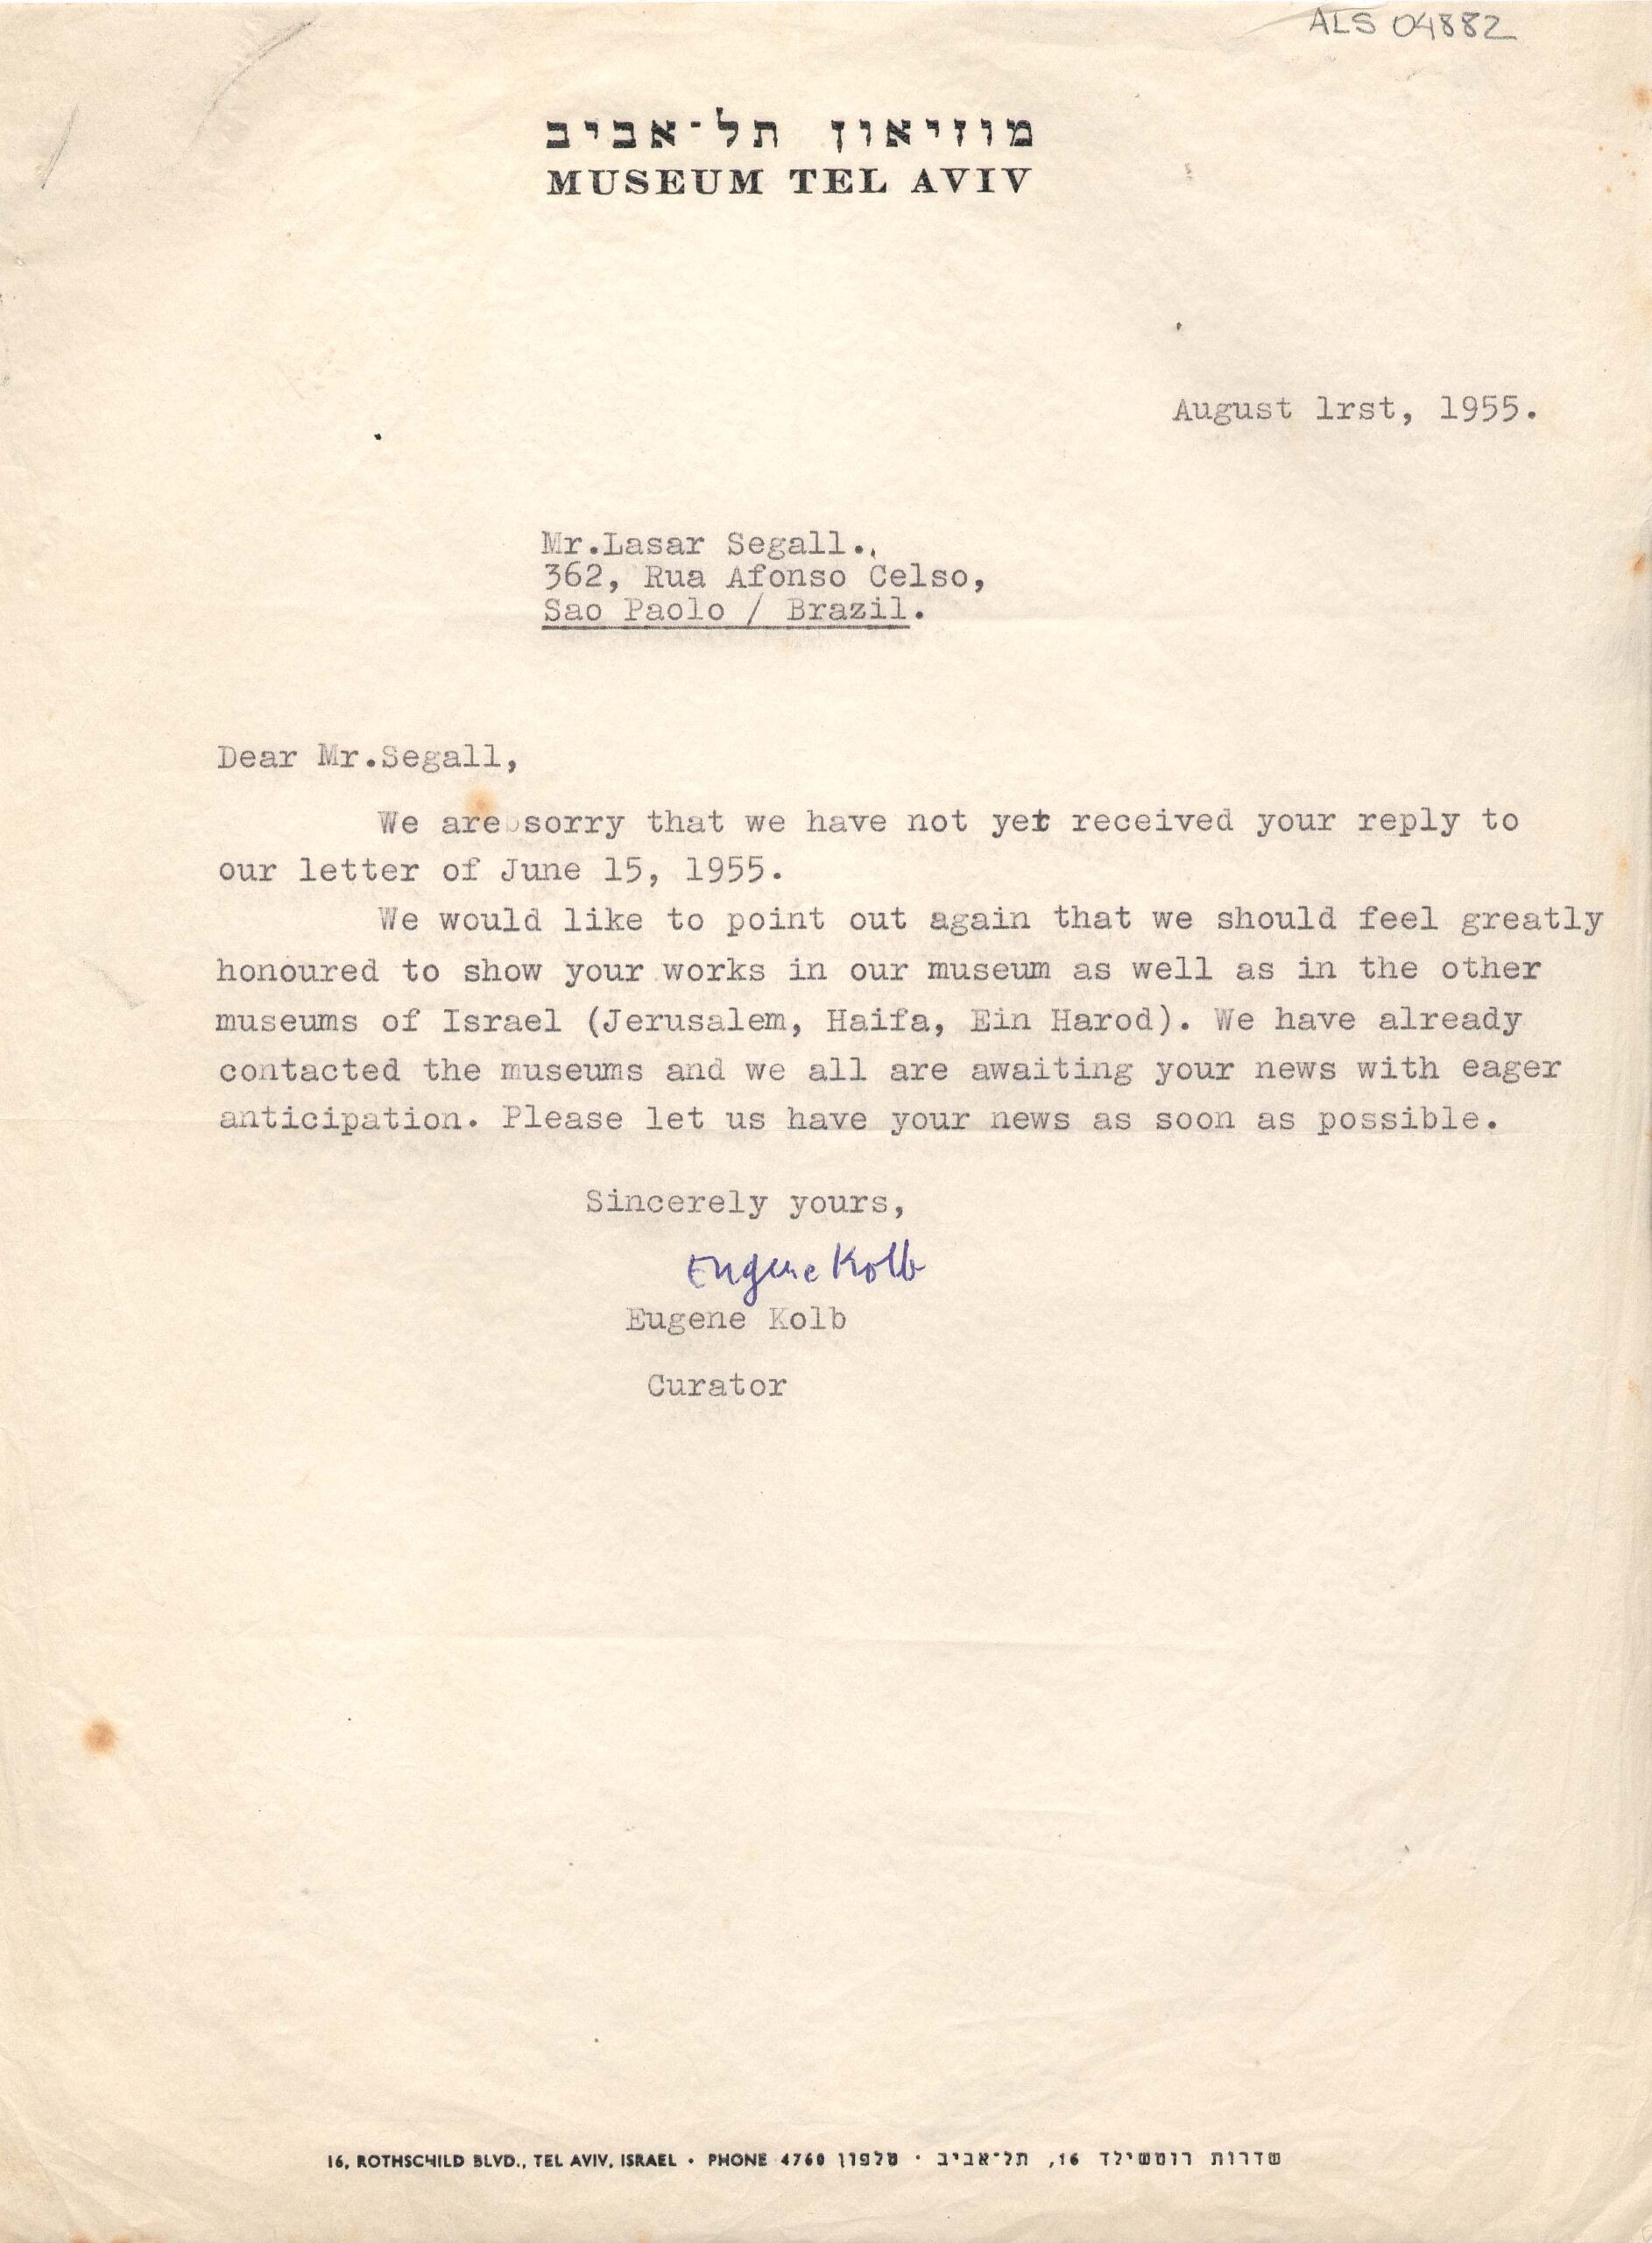 ALS 04882
מוזיאון תל־אביב
MUSEUM TEL AVIV
August 1rst, 1955.
Mr.Lasar Segall.,
362, Rua Afonso Celso,
Sao Paolo / Brazil.
Dear Mr.Segall,
We are sorry that we have not yet received your reply to
our letter of June 15, 1955.
We would like to point out again that we should feel greatly
honoured to show your works in our museum as well as in the other
museums of Israel (Jerusalem, Haifa, Ein Harod). We have already
contacted the museums and we all are awaiting your news with eager
anticipation. Please let us have your news as soon as possible.
Sincerely yours,
Eugene Kolb
Eugene Kolb
Curator
16, ROTHSCHILD BLVD., TEL AVIV, ISRAEL • PHONE 4760 שדרות רוטשילד 16, תל־אביב · טלפון